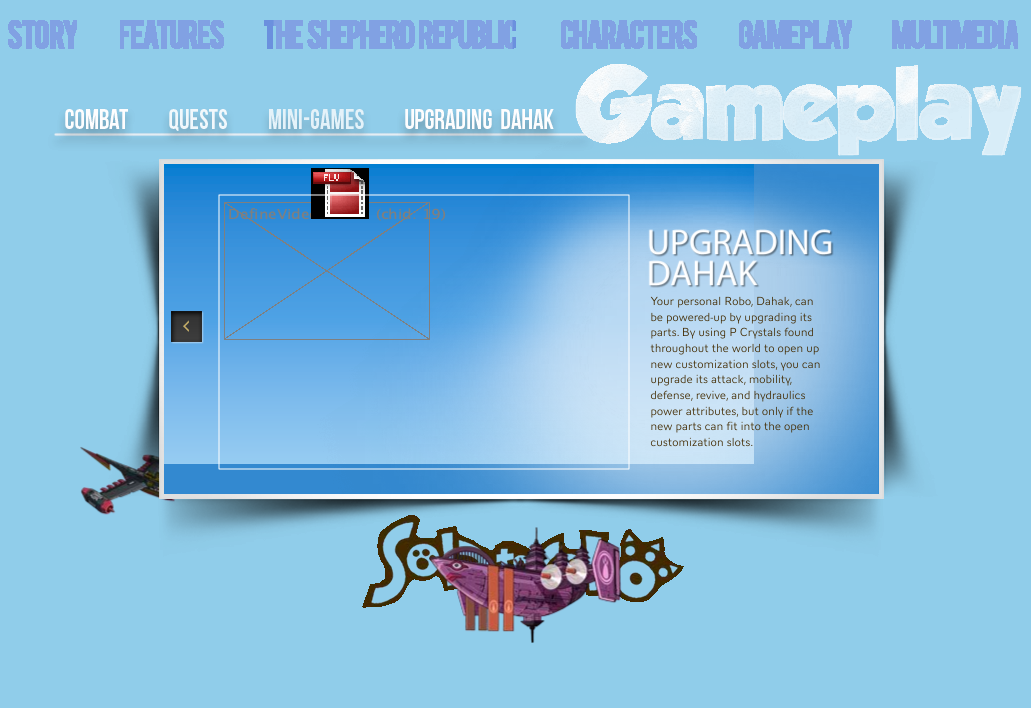 STORY FEATURES THE SHEPHERD REPUBLIC CHARACTERS GAMEPLAY MULTIMEDIA
Gameplay
COMBAT QUESTS MINI-GAMES UPGRADING DAHAK
FLV
DefineVide (chid: 19)
UPGRADING
DAHAK
Your personal Robo, Dahak, can
be powered-up by upgrading its
parts. By using P Crystals found
throughout the world to open up
new customization slots, you can
upgrade its attack, mobility,
defense, revive, and hydraulics
power attributes, but only if the
new parts can fit into the open
customization slots.